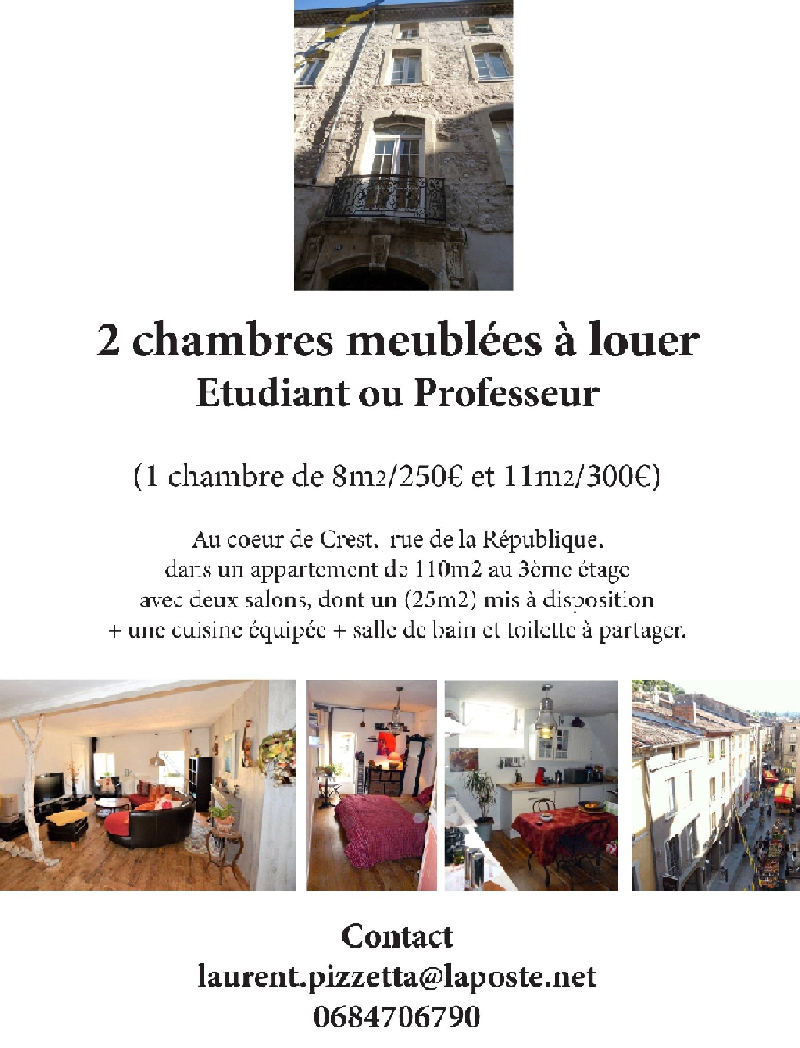 2 chambres meublées à louer
Etudiant ou Professeur
(1 chambre de 8m2/250€ et 11m2/300€)
Au coeur de Crest, rue de la République,
dans un appartement de 110m2 au 3ème étage
avec deux salons, dont un (25m2) mis à disposition
+ une cuisine équipée + salle de bain et toilette à partager.
Contact
laurent.pizzetta@laposte.net
0684706790